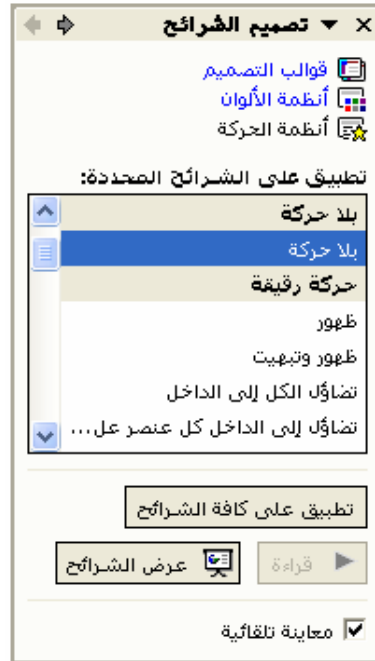 تصميم الشرائح
قوالب التصميم
أنظمة الألوان
أنظمة الحركة
تطبيق على الشرائح المحددة:
بلا حركة
بلا حركة
حركة رقيقة
ظهور
ظهور وتبهيت
تضاؤل الكل إلى الداخل
تضاؤل إلى الداخل كل عنصر عل...
تطبيق على كافة الشرائح
قراءة عرض الشرائح
معاينة تلقائية